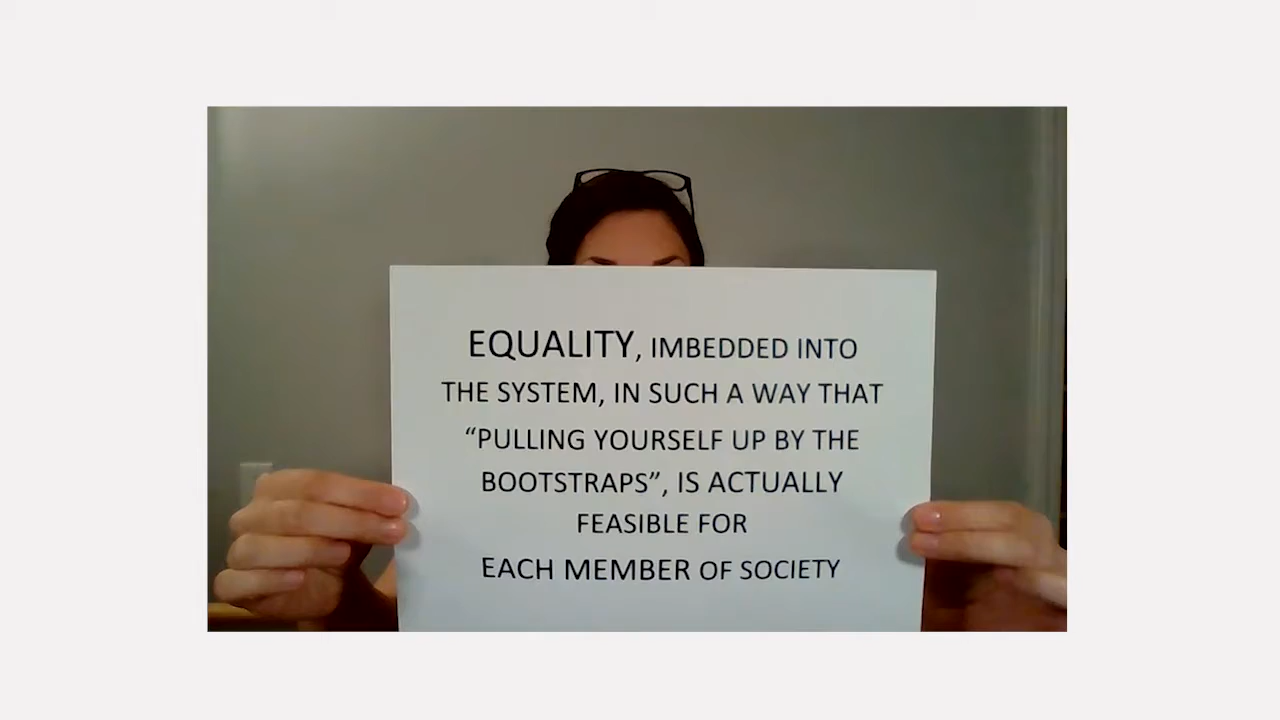 EQUALITY, IMBEDDED INTO
THE SYSTEM, IN SUCH A WAY THAT
“PULLING YOURSELF UP BY THE
BOOTSTRAPS”, IS ACTUALLY
FEASIBLE FOR
EACH MEMBER OF SOCIETY